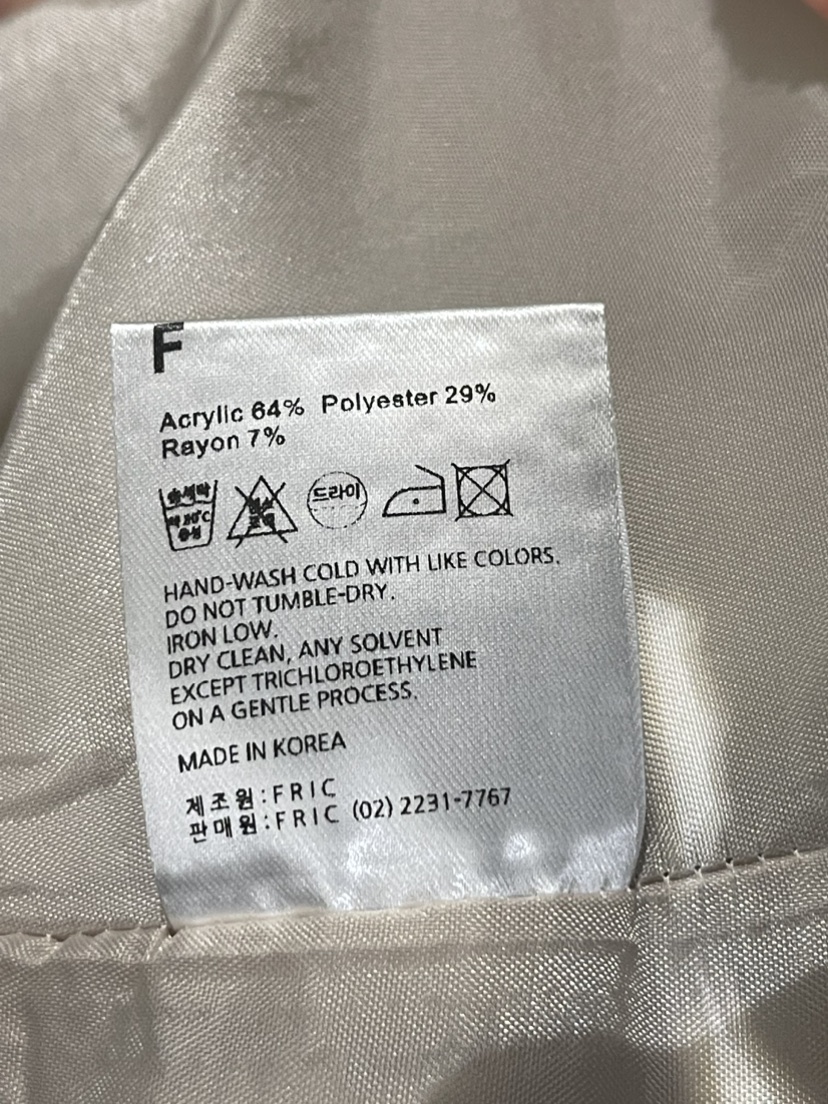 F
Acrylic 64% Polyester 29%
Rayon 7%
드라이
HAND-WASH COLD WITH LIKE COLORS.
DO NOT TUMBLE-DRY.
IRON LOW.
DRY CLEAN, ANY SOLVENT
EXCEPT TRICHLOROETHYLENE
ON A GENTLE PROCESS.
MADE IN KOREA
제조원:FRIC
판매원:FRIC (02) 2231-7767